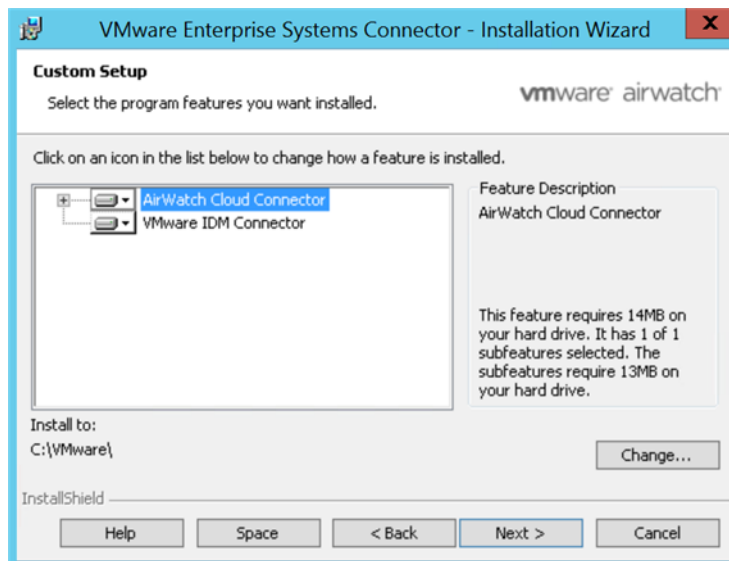 VMware Enterprise Systems Connector - Installation Wizard
X
Custom Setup
Select the program features you want installed.
vmware airwatch
Click on an icon in the list below to change how a feature is installed.
AirWatch Cloud Connector
VMware IDM Connector
Feature Description
AirWatch Cloud Connector
This feature requires 14MB on
your hard drive. It has 1 of 1
subfeatures selected. The
subfeatures require 13MB on
your hard drive.
Install to:
C:\VMware\
Change...
InstallShield
Help
Space
< Back
Next >
Cancel